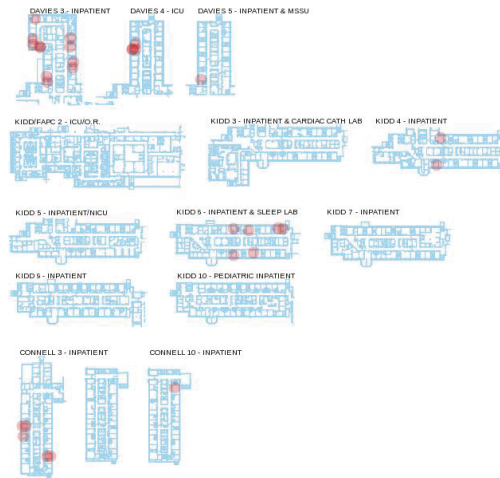 DAVIES 3 - INPATIENT
DAVIES 4 - ICU
DAVIES 5 - INPATIENT & MSSU
KIDD/FAPC 2 - ICU/O.R.
KIDD 3 - INPATIENT & CARDIAC CATH LAB
KIDD 4 - INPATIENT
KIDD 5 - INPATIENT/NICU
KIDD 6 - INPATIENT & SLEEP LAB
KIDD 7 - INPATIENT
KIDD 9 - INPATIENT
KIDD 10 - PEDIATRIC INPATIENT
CONNELL 3 - INPATIENT
CONNELL 10 - INPATIENT